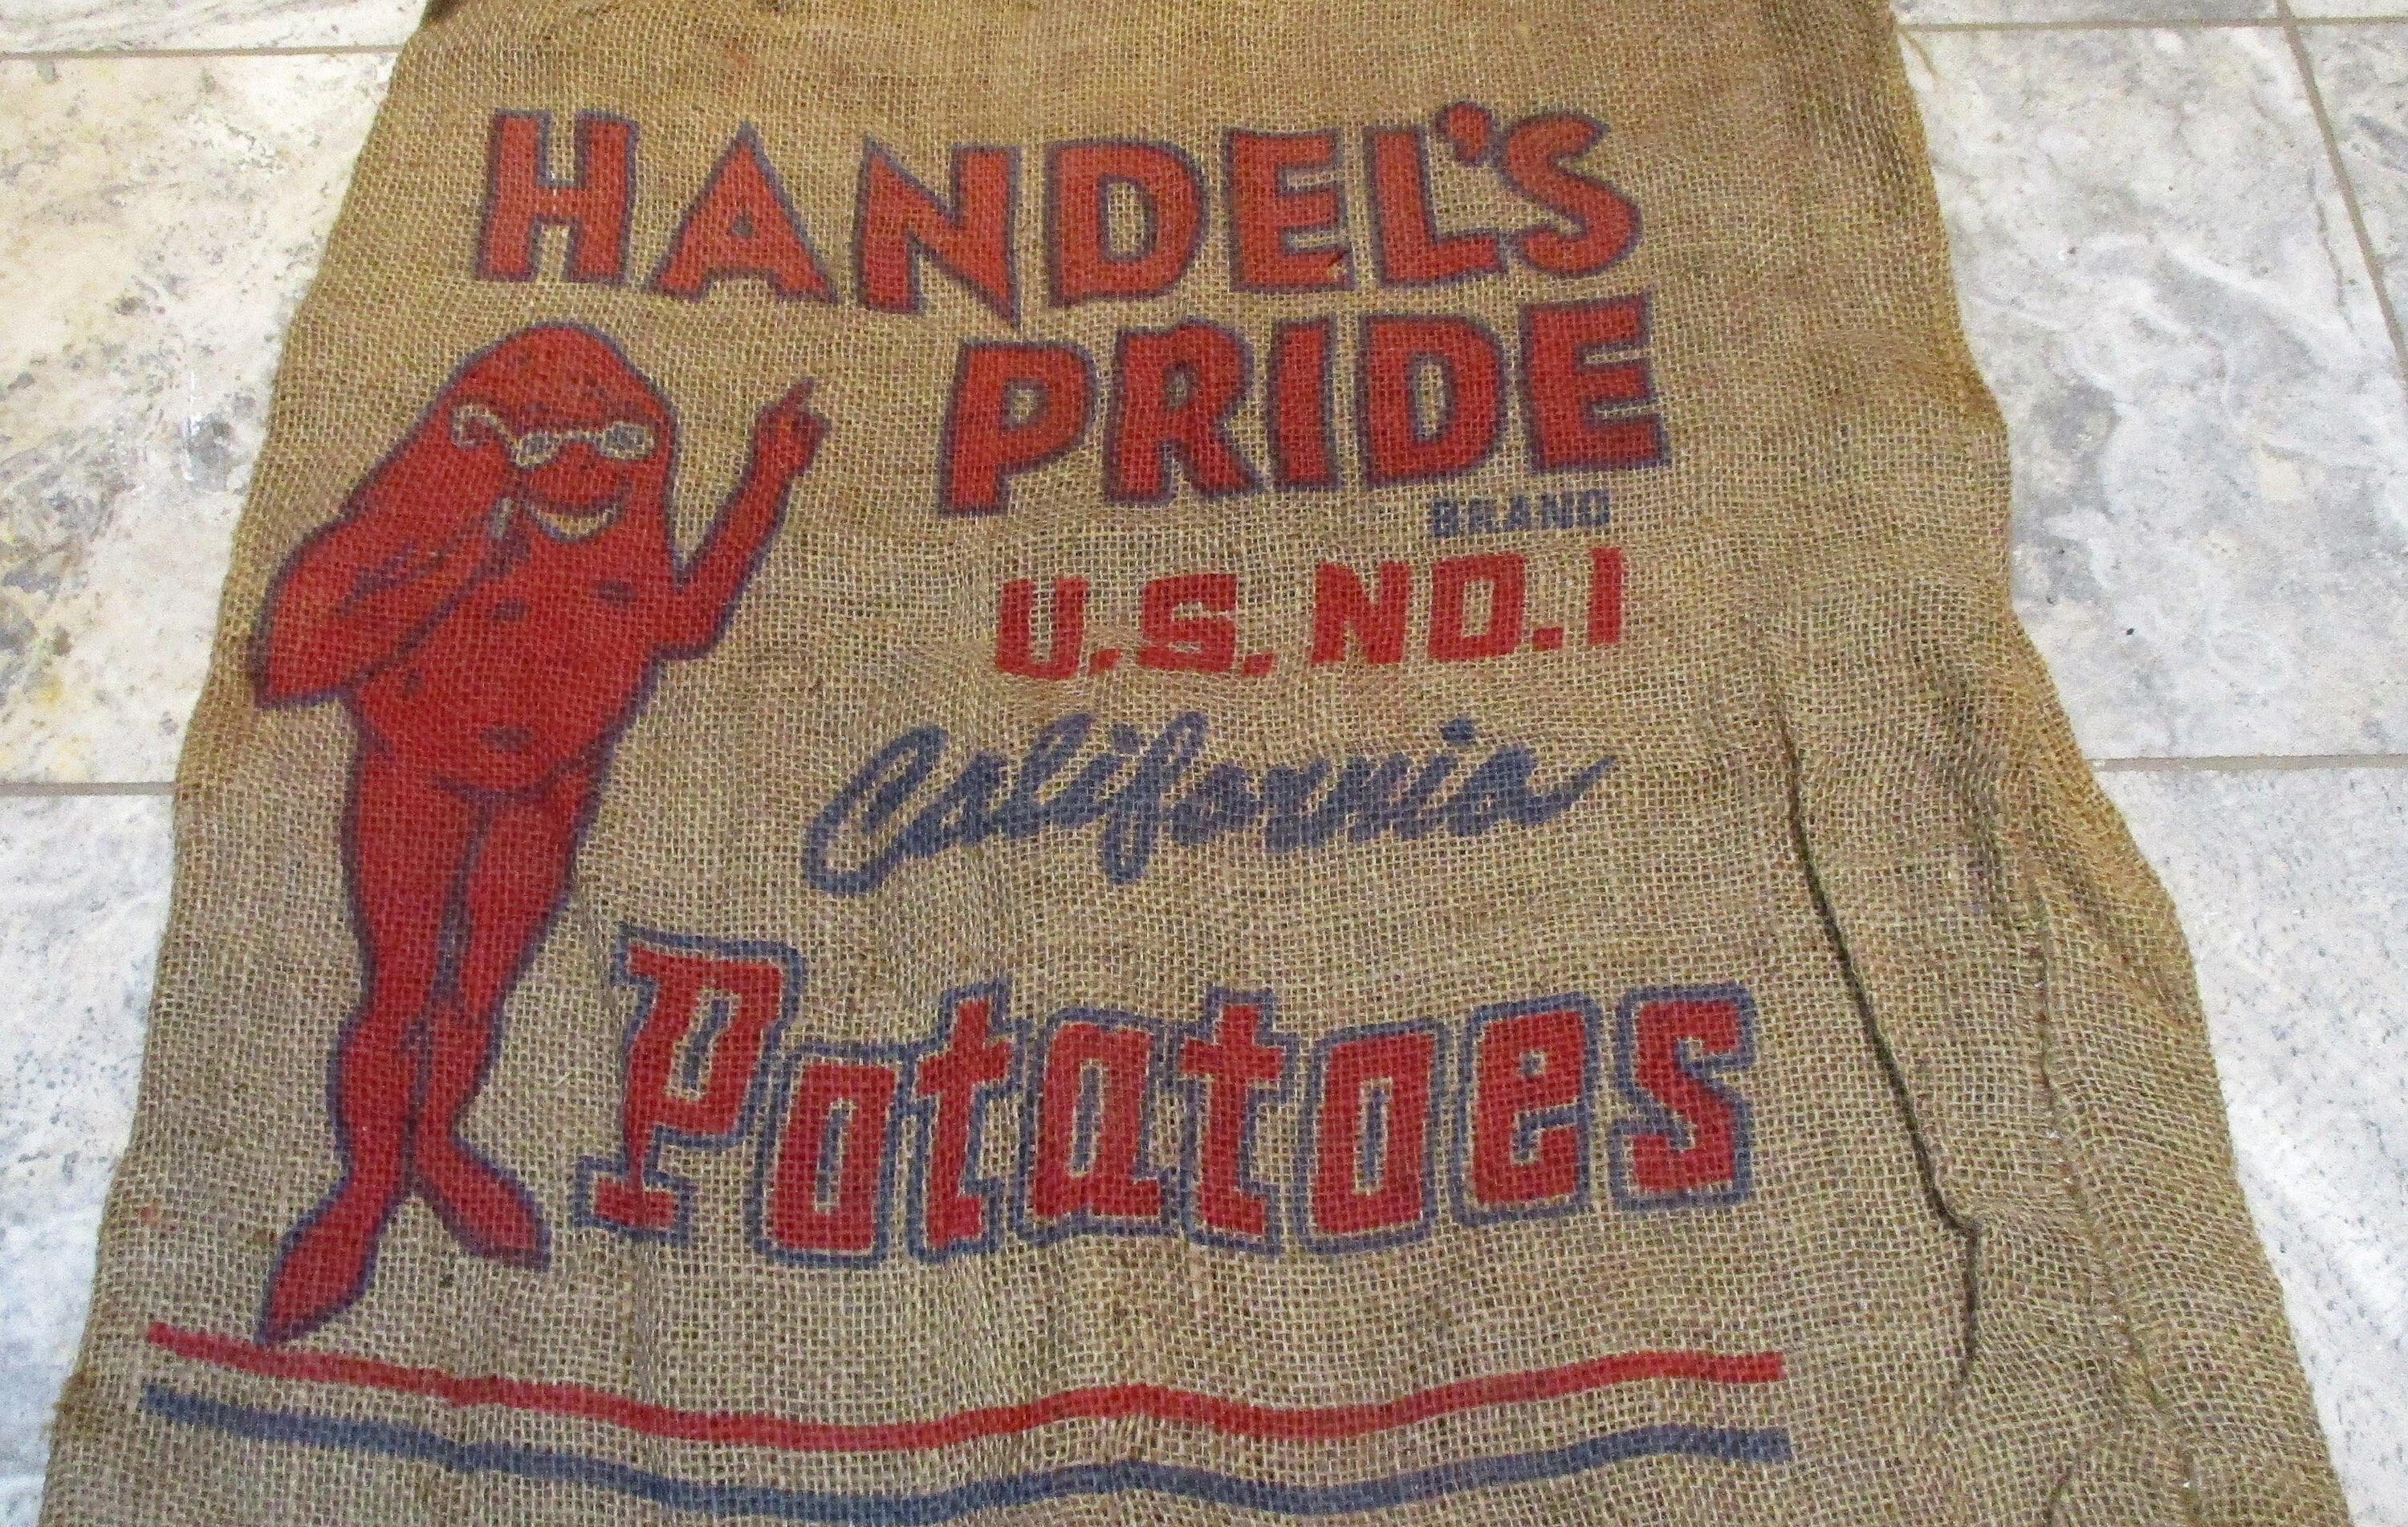 HANDEL'S
PRIDE
BRAND
U.S. NO. 1
California
Potatoes